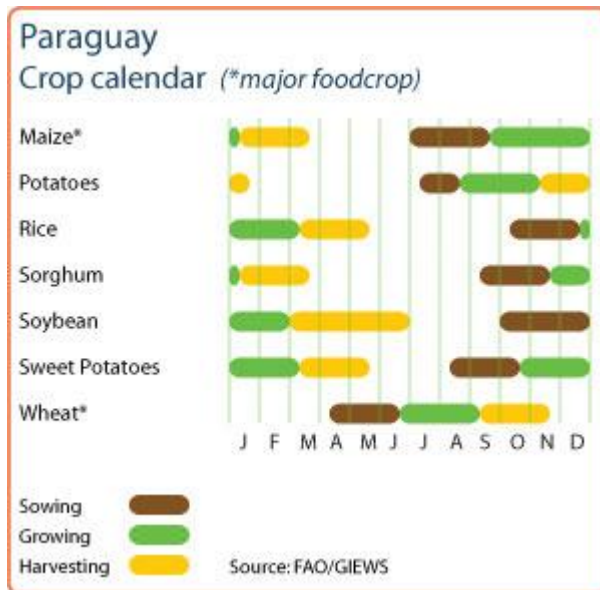 Paraguay
Crop calendar (*major foodcrop)
Maize*
Potatoes
Rice
Sorghum
Soybean
Sweet Potatoes
Wheat*
J F M A M J J A S O N D
Sowing
Growing
Harvesting Source: FAO/GIEWS